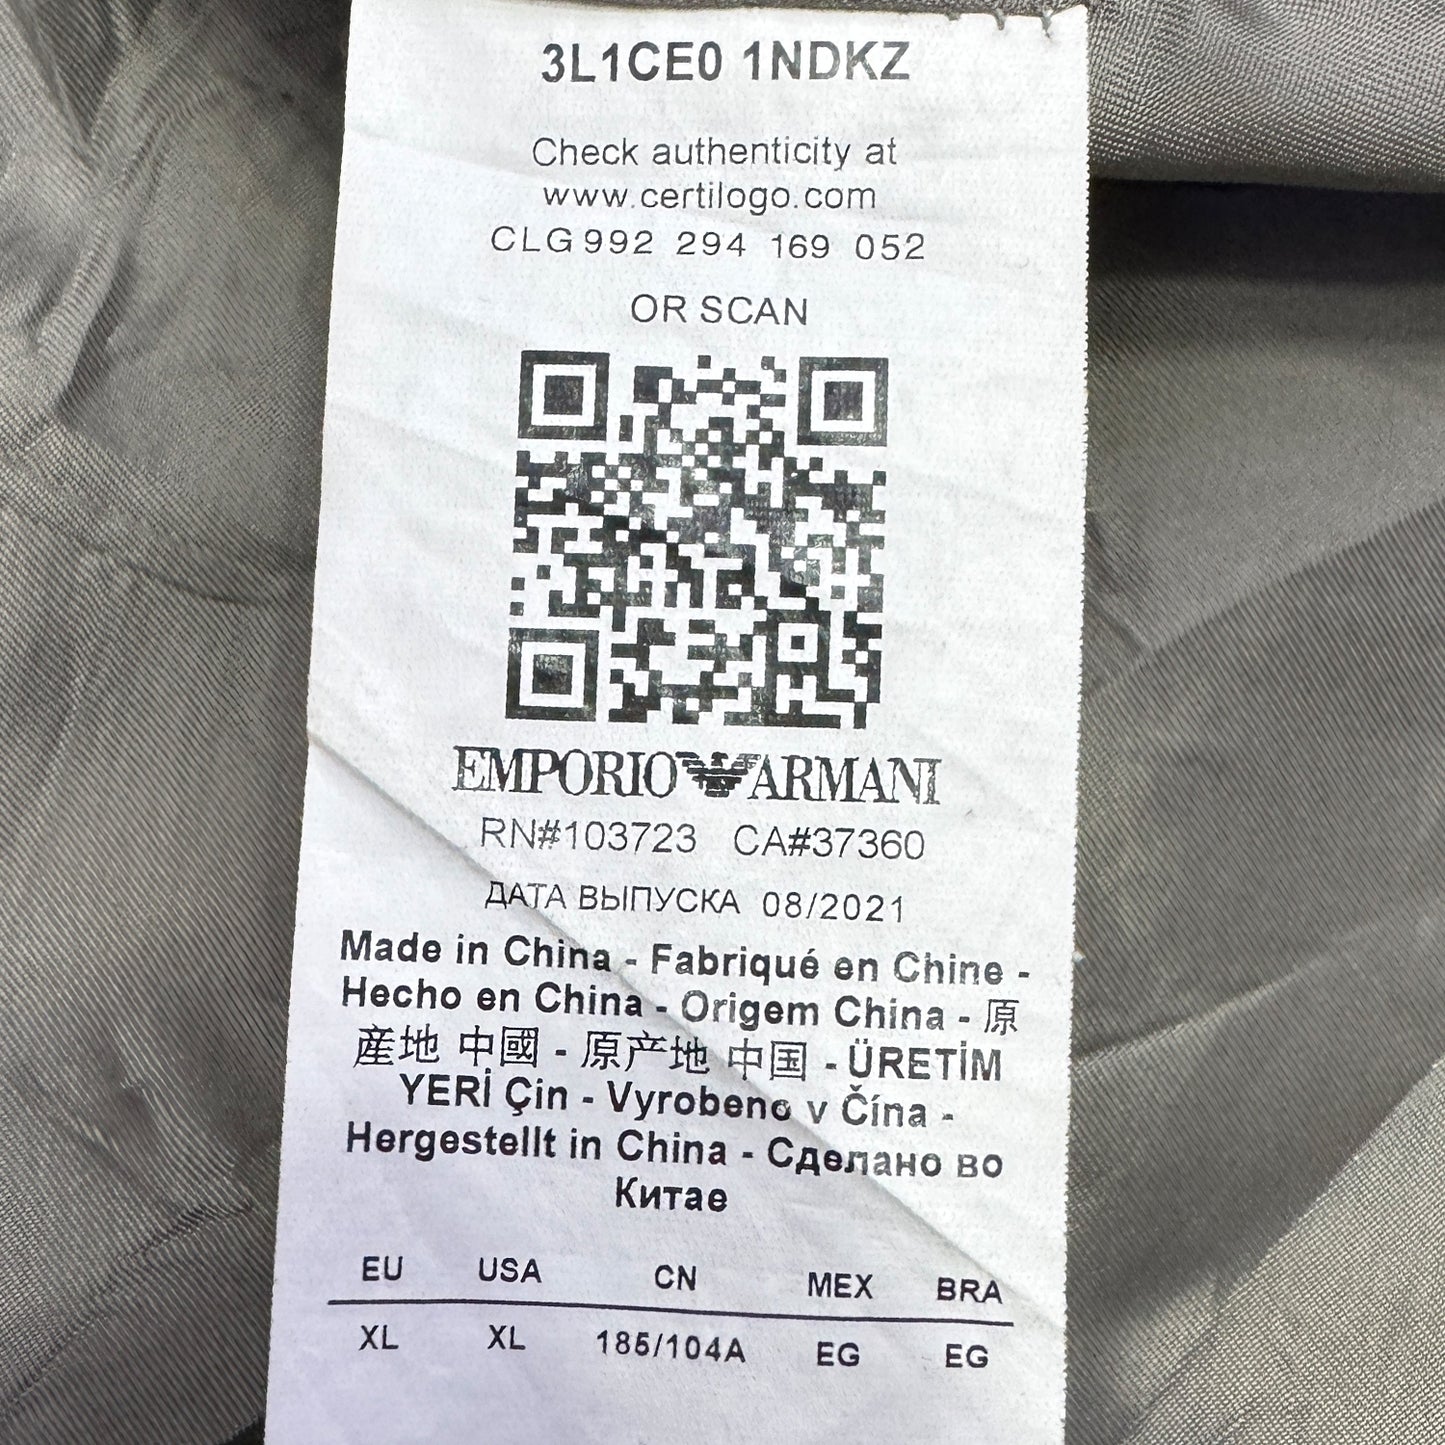 3L1CE0 1NDKZ
Check authenticity at
www.certilogo.com
CLG 992 294 169 052
OR SCAN
EMPORIO ARMANI
RN#103723 CA#37360
ДАТА ВЫПУСКА 08/2021
Made in China - Fabriqué en Chine -
Hecho en China - Origem China - 原
産地 中國 - 原产地 中国 - ÜRETİM
YERİ Çin - Vyrobeno v Čína -
Hergestellt in China - Сделано во
Китае
EU USA CN MEX BRA
XL XL 185/104A EG EG